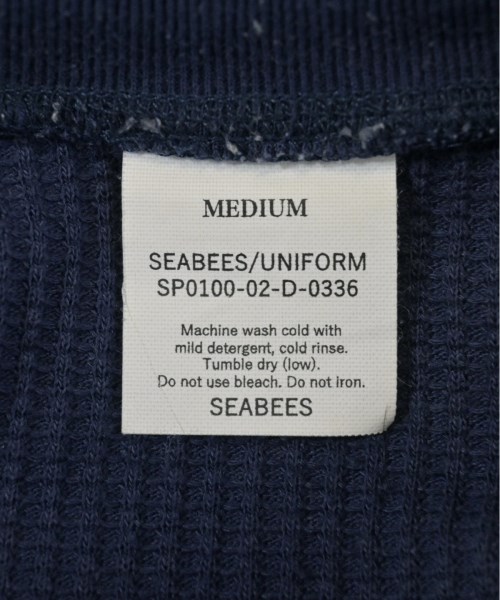 MEDIUM
SEABEES/UNIFORM
SP0100-02-D-0336
Machine wash cold with
mild detergent, cold rinse.
Tumble dry (low).
Do not use bleach. Do not iron.
SEABEES